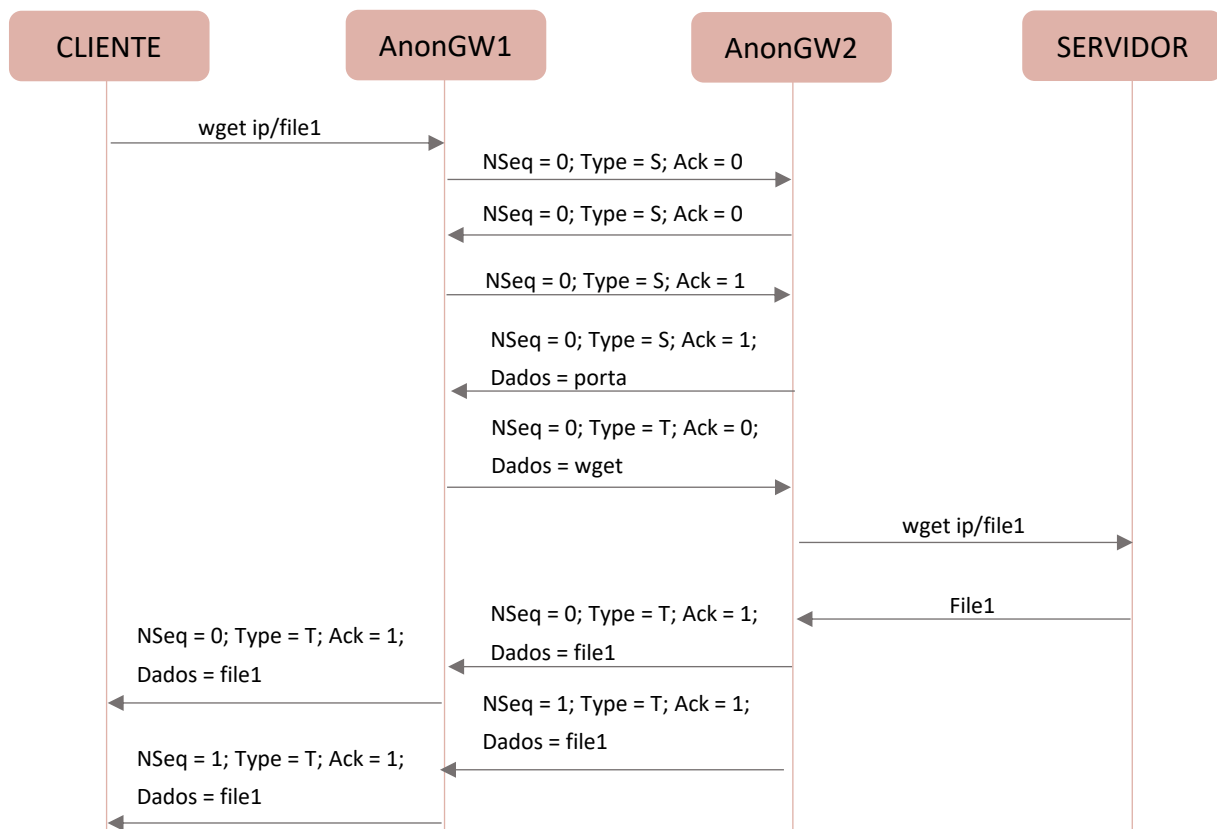 CLIENTE
AnonGW1
AnonGW2
SERVIDOR
wget ip/file1
NSeq = 0; Type = S; Ack = 0
NSeq = 0; Type = S; Ack = 0
NSeq = 0; Type = S; Ack = 1
NSeq = 0; Type = S; Ack = 1;
Dados = porta
NSeq = 0; Type = T; Ack = 0;
Dados = wget
wget ip/file1
File1
NSeq = 0; Type = T; Ack = 1;
Dados = file1
NSeq = 0; Type = T; Ack = 1;
Dados = file1
NSeq = 1; Type = T; Ack = 1;
Dados = file1
NSeq = 1; Type = T; Ack = 1;
Dados = file1